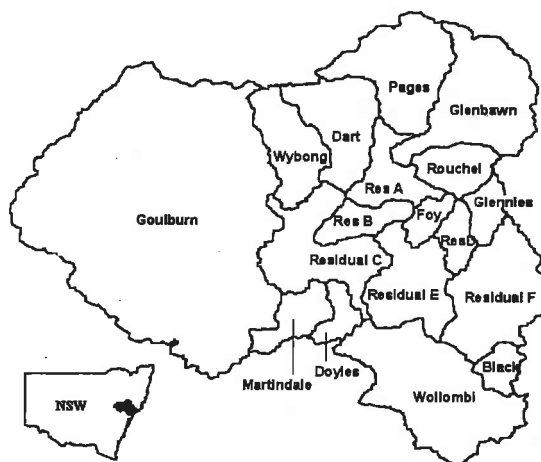 Pages
Glenbawn
Dart
Wybong
Rouchel
Res A
Glennies
Goulburn
Res B
Foy
ResD
Residual C
Residual E
Residual F
Black
Martindale
Doyles
Wollombi
NSW